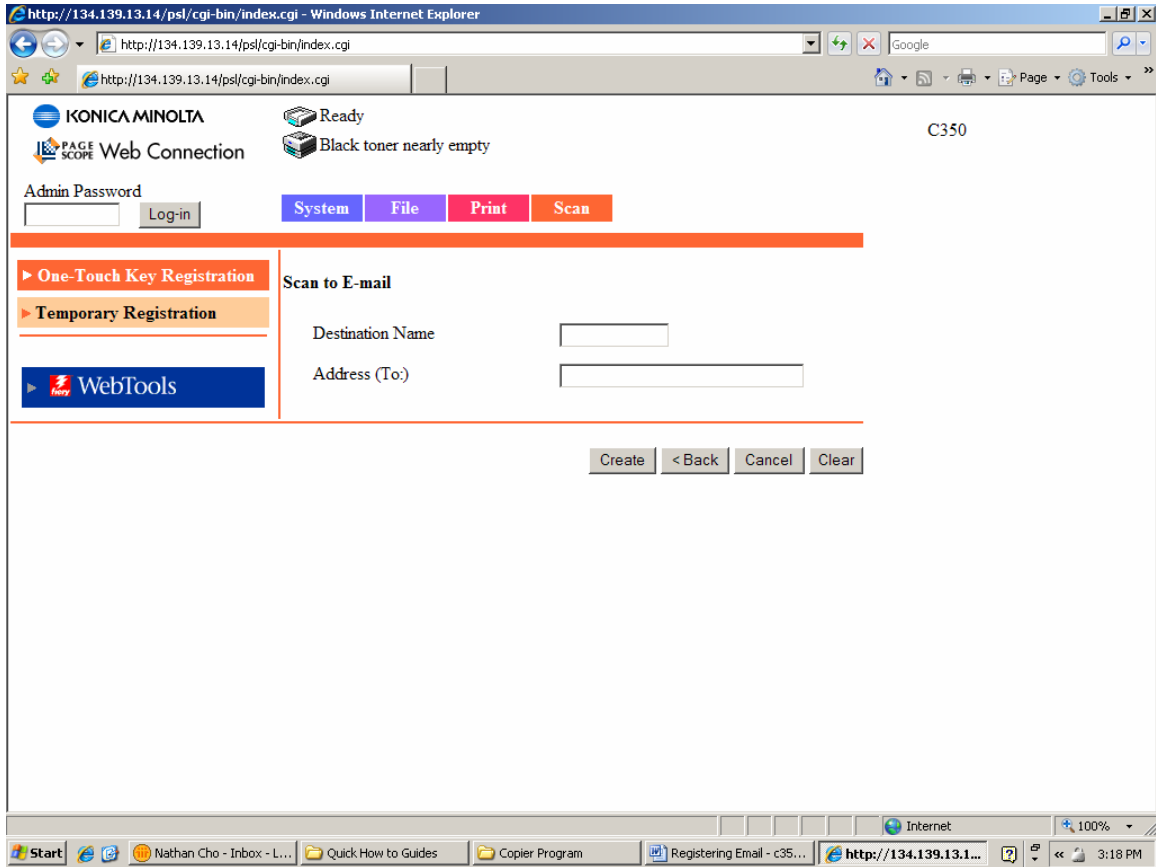 http://134.139.13.14/psl/cgi-bin/index.cgi - Windows Internet Explorer
http://134.139.13.14/psl/cgi-bin/index.cgi
Google
http://134.139.13.14/psl/cgi-bin/index.cgi
Page Tools
KONICA MINOLTA
PAGE SCOPE Web Connection
Ready
Black toner nearly empty
C350
Admin Password
Log-in
System File Print Scan
One-Touch Key Registration
Temporary Registration
fiery WebTools
Scan to E-mail
Destination Name
Address (To:)
Create < Back Cancel Clear
Internet 100%
Start Nathan Cho - Inbox - L... Quick How to Guides Copier Program Registering Email - c35... http://134.139.13.1... 3:18 PM